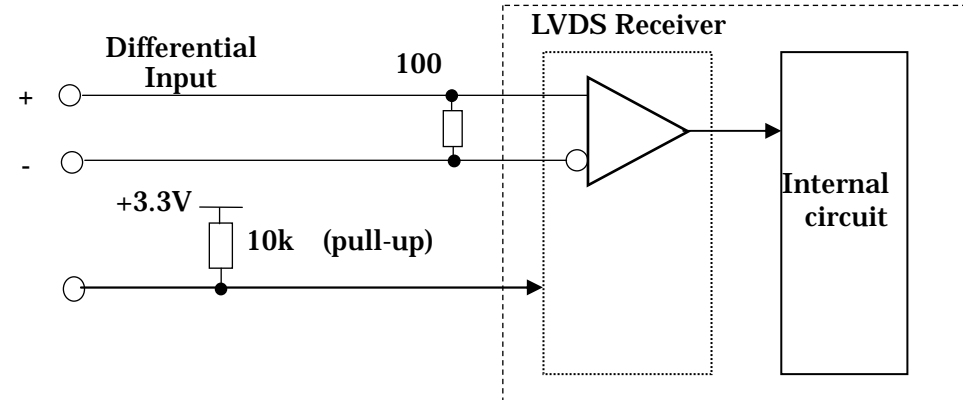 LVDS Receiver
Differential
Input
100
+
-
+3.3V
10k (pull-up)
Internal
circuit